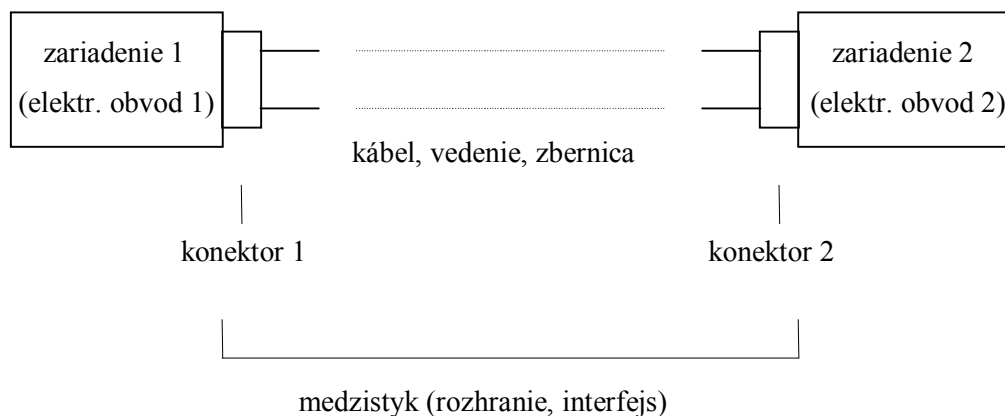 zariadenie 1
(elektr. obvod 1)
zariadenie 2
(elektr. obvod 2)
kábel, vedenie, zbernica
konektor 1
konektor 2
medzistyk (rozhranie, interfejs)